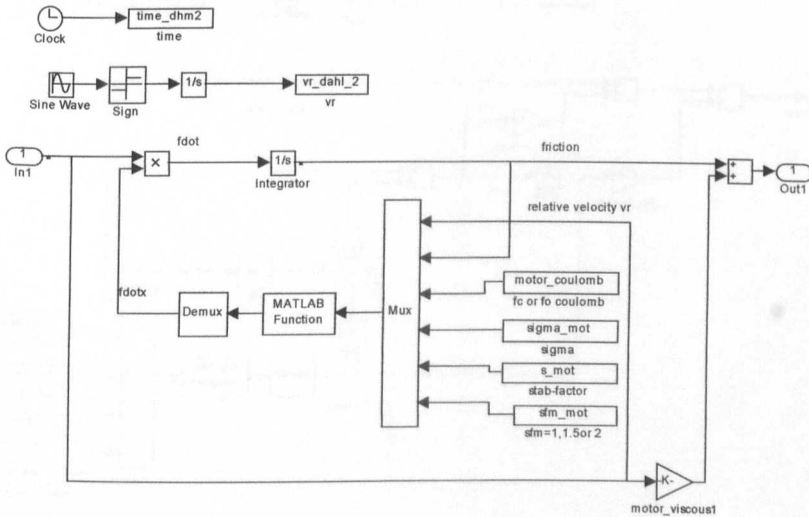 time_dhm2
Clock
time
1/s
vr_dahl_2
Sine Wave
Sign
vr
fdot
friction
1
In1
×
1/s
Integrator
+
+
1
Out1
relative velocity vr
motor_coulomb
fc or fo coulomb
fdotx
Demux
MATLAB
Function
Mux
sigma_mot
sigma
s_mot
stab-factor
sfm_mot
sfm=1,1.5or 2
-K-
motor_viscous1